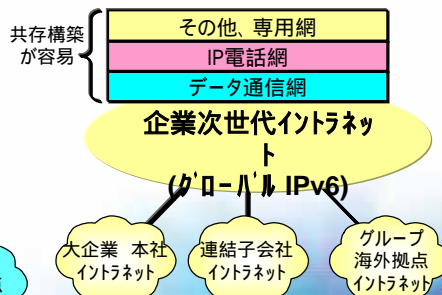 共存構築
が容易
その他、専用網
IP電話網
データ通信網
企業次世代イントラネッ
ト
(グローバル IPv6)
大企業 本社
イントラネット
連結子会社
イントラネット
グループ
海外拠点
イントラネット